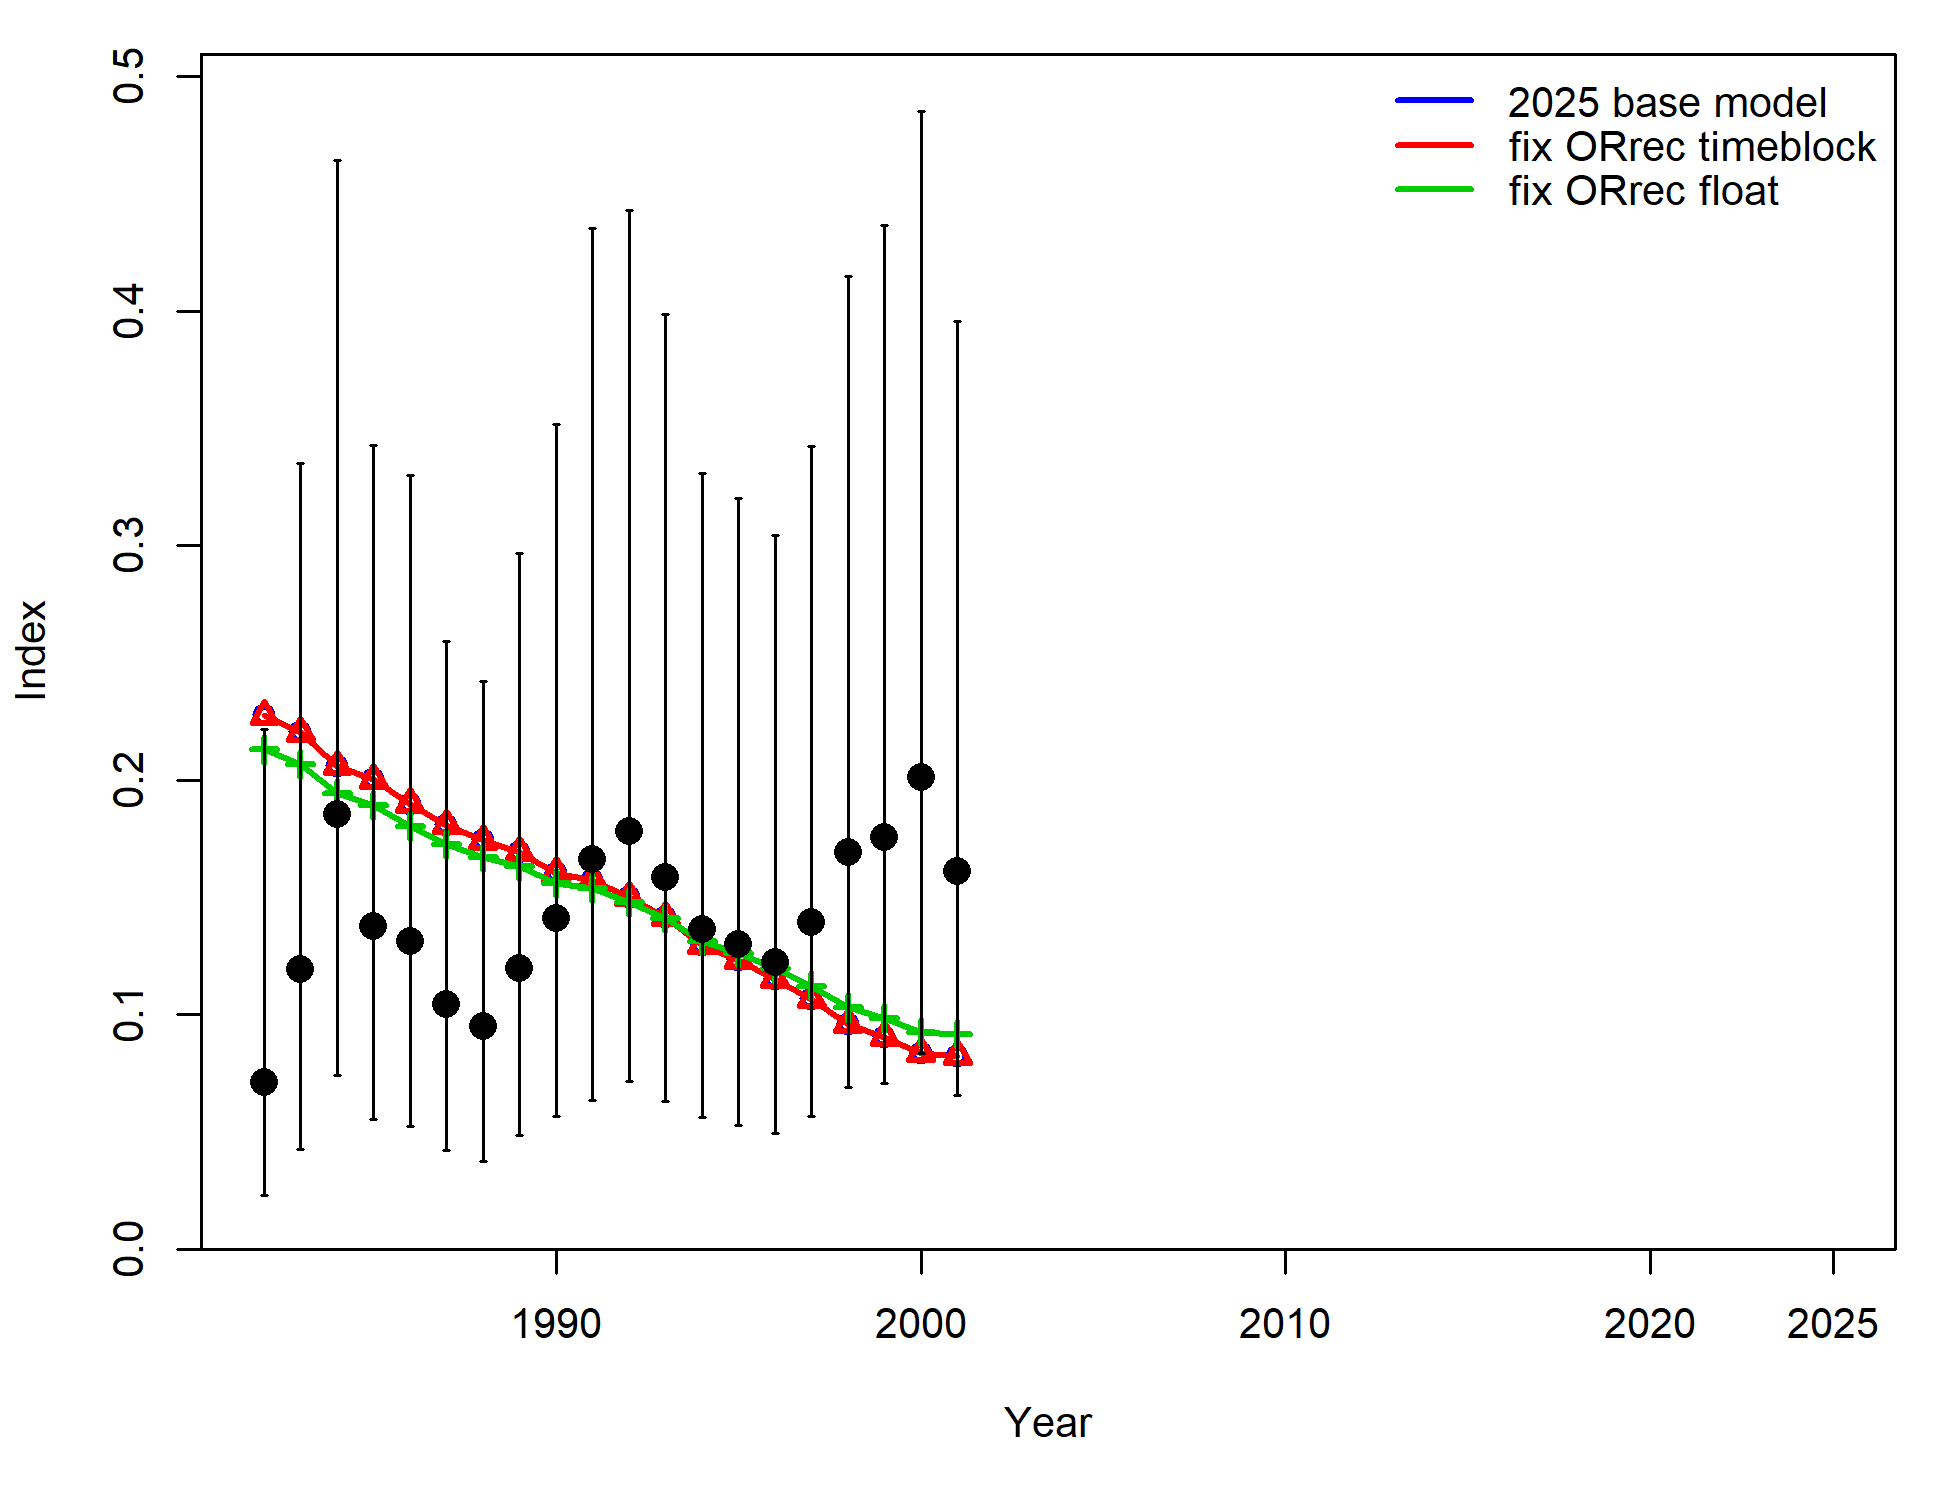 2025 base model
fix ORrec timeblock
fix ORrec float
0.5
0.4
0.3
0.2
0.1
0.0
Index
1990 2000 2010 2020 2025
Year